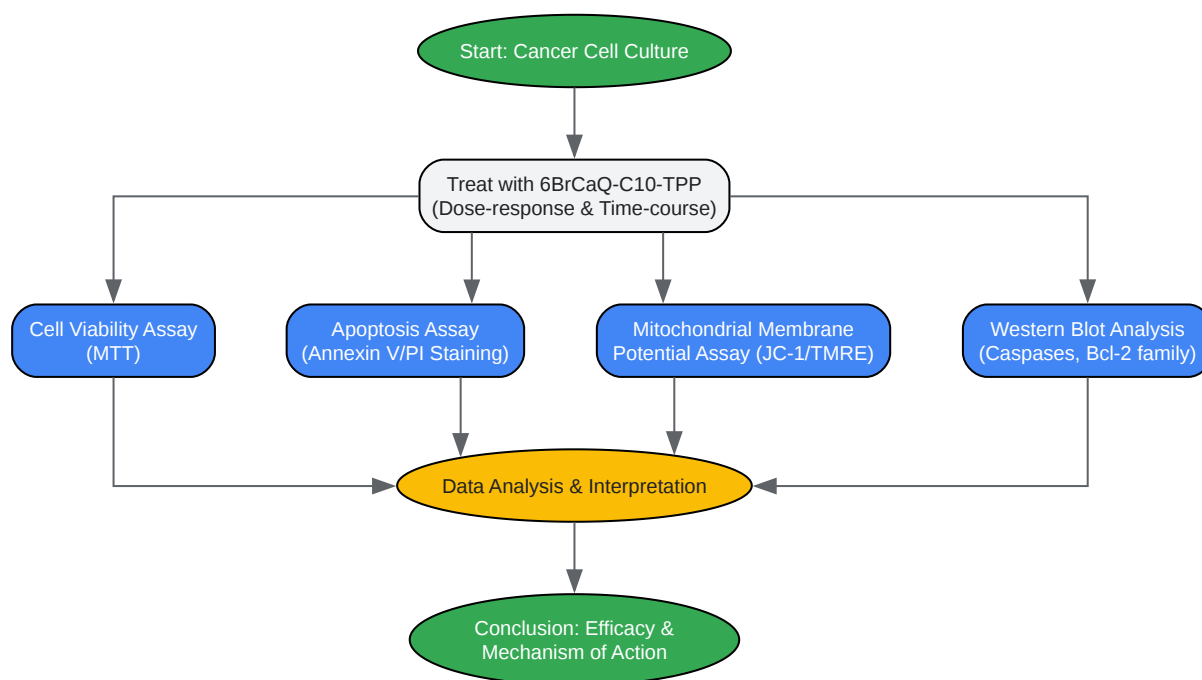 Start: Cancer Cell Culture
Treat with 6BrCaQ-C10-TPP
(Dose-response & Time-course)
Cell Viability Assay
(MTT)
Apoptosis Assay
(Annexin V/PI Staining)
Mitochondrial Membrane
Potential Assay (JC-1/TMRE)
Western Blot Analysis
(Caspases, Bcl-2 family)
Data Analysis & Interpretation
Conclusion: Efficacy &
Mechanism of Action